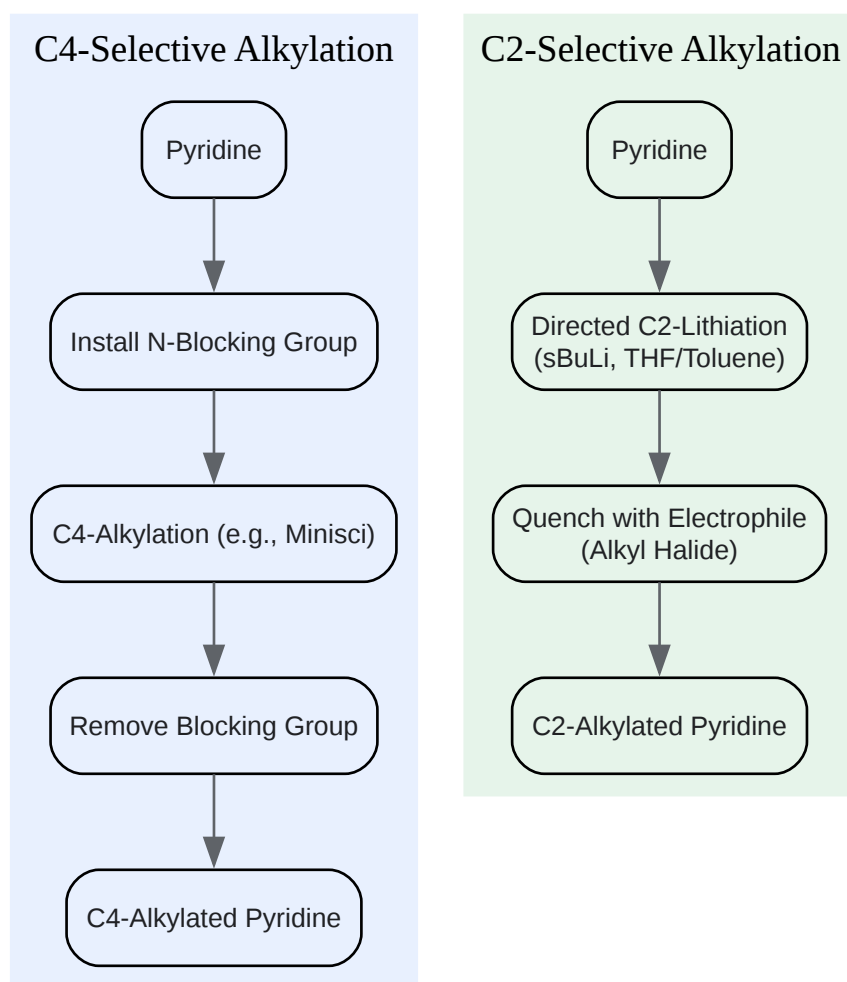 C4-Selective Alkylation
Pyridine
Install N-Blocking Group
C4-Alkylation (e.g., Minisci)
Remove Blocking Group
C4-Alkylated Pyridine
C2-Selective Alkylation
Pyridine
Directed C2-Lithiation
(sBuLi, THF/Toluene)
Quench with Electrophile
(Alkyl Halide)
C2-Alkylated Pyridine